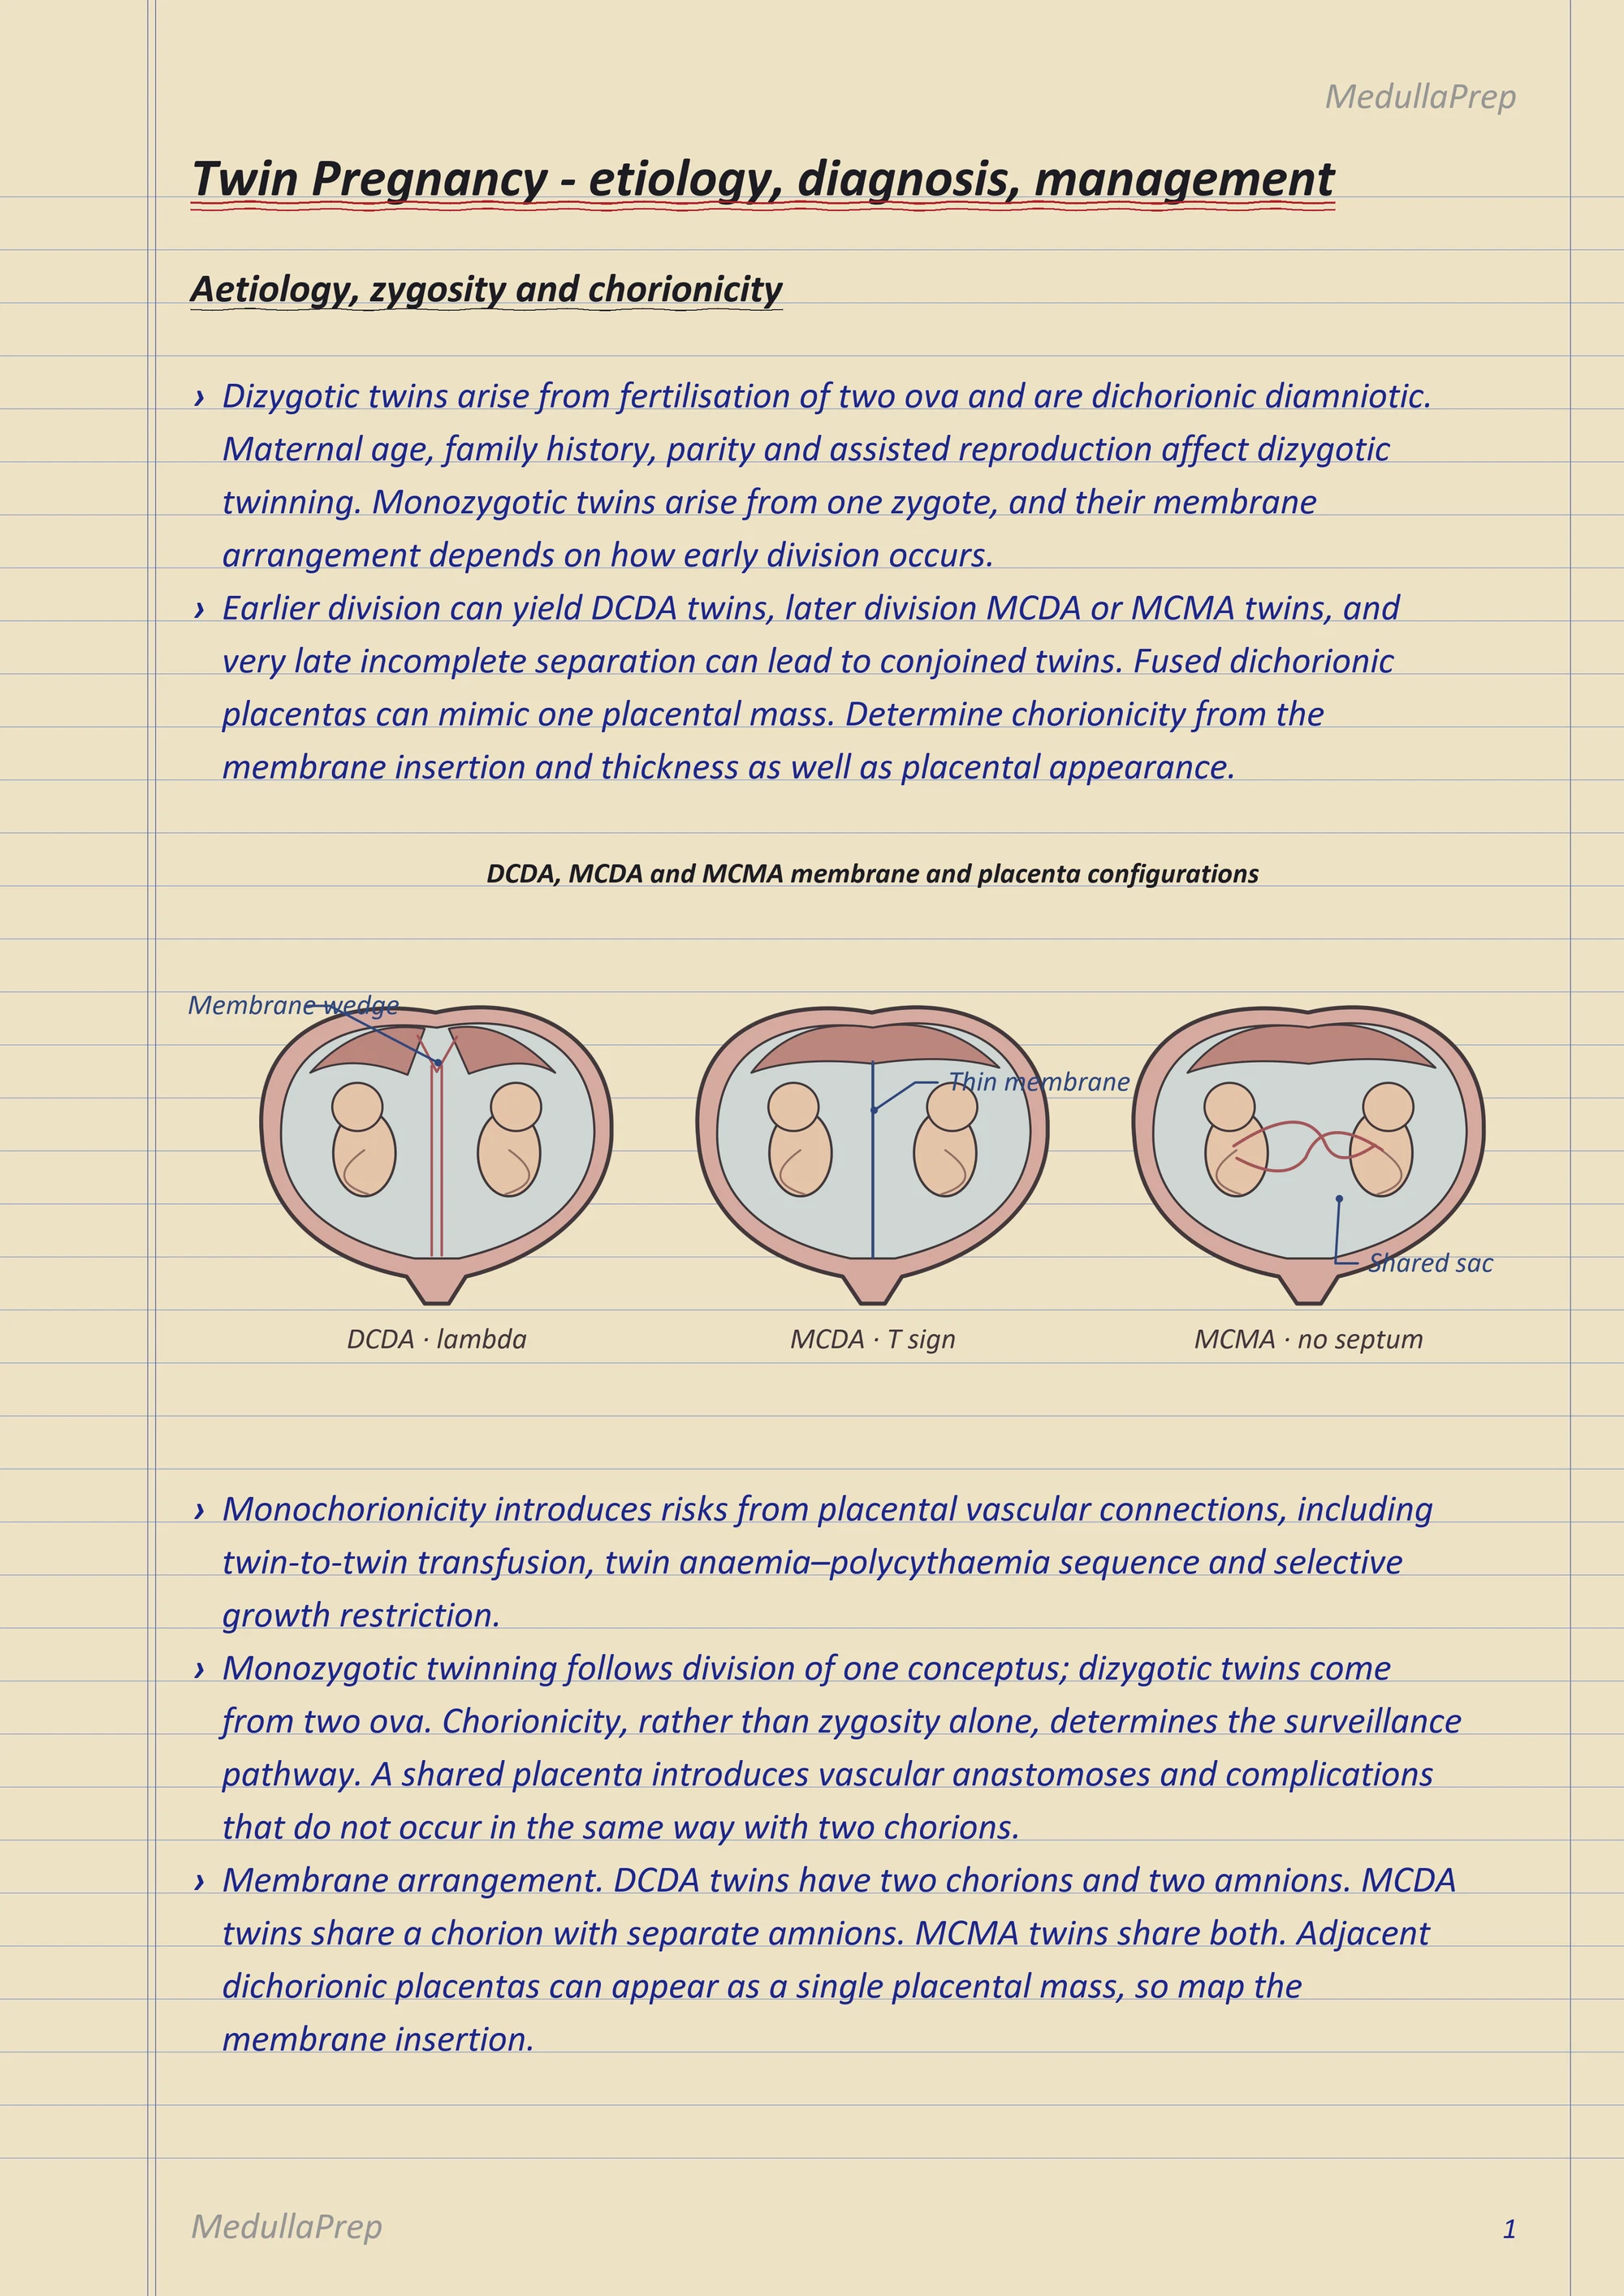 MedullaPrep
Twin Pregnancy - etiology, diagnosis, management
Aetiology, zygosity and chorionicity
› Dizygotic twins arise from fertilisation of two ova and are dichorionic diamniotic.
Maternal age, family history, parity and assisted reproduction affect dizygotic
twinning. Monozygotic twins arise from one zygote, and their membrane
arrangement depends on how early division occurs.
› Earlier division can yield DCDA twins, later division MCDA or MCMA twins, and
very late incomplete separation can lead to conjoined twins. Fused dichorionic
placentas can mimic one placental mass. Determine chorionicity from the
membrane insertion and thickness as well as placental appearance.
DCDA, MCDA and MCMA membrane and placenta configurations
Membrane wedge
Thin membrane
Shared sac
DCDA · lambda
MCDA · T sign
MCMA · no septum
› Monochorionicity introduces risks from placental vascular connections, including
twin-to-twin transfusion, twin anaemia–polycythaemia sequence and selective
growth restriction.
› Monozygotic twinning follows division of one conceptus; dizygotic twins come
from two ova. Chorionicity, rather than zygosity alone, determines the surveillance
pathway. A shared placenta introduces vascular anastomoses and complications
that do not occur in the same way with two chorions.
› Membrane arrangement. DCDA twins have two chorions and two amnions. MCDA
twins share a chorion with separate amnions. MCMA twins share both. Adjacent
dichorionic placentas can appear as a single placental mass, so map the
membrane insertion.
MedullaPrep
1